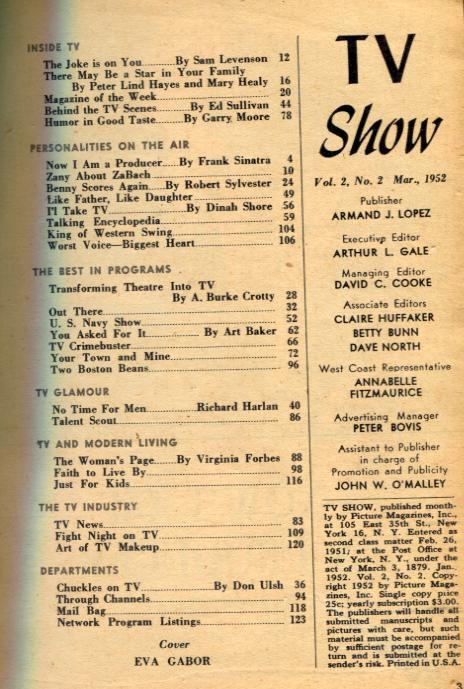 INSIDE TV
The Joke is on You......By Sam Levenson 12
There May Be a Star in Your Family
By Peter Lind Hayes and Mary Healy 16
Magazine of the Week.......................... 20
Behind the TV Scenes........By Ed Sullivan 44
Humor in Good Taste........By Garry Moore 78
PERSONALITIES ON THE AIR
Now I Am a Producer......By Frank Sinatra 4
Zany About ZaBach.......................... 10
Benny Scores Again......By Robert Sylvester 24
Like Father, Like Daughter.......................... 49
I'l Take TV..................By Dinah Shore 56
Talking Encyclopedia.......................... 59
King of Western Swing.......................... 104
Worst Voice—Biggest Heart.......................... 106
THE BEST IN PROGRAMS
Transforming Theatre Into TV
By A. Burke Crotty 28
Out There.......................... 32
U. S. Navy Show.......................... 52
You Asked For It..................By Art Baker 62
TV Crimebuster.......................... 66
Your Town and Mine.......................... 72
Two Boston Beans.......................... 96
TV GLAMOUR
No Time For Men................Richard Harlan 40
Talent Scout.......................... 86
TV AND MODERN LIVING
The Woman's Page......By Virginia Forbes 88
Faith to Live By.......................... 98
Just For Kids.......................... 116
THE TV INDUSTRY
TV News.......................... 83
Fight Night on TV.......................... 109
Art of TV Makeup.......................... 120
DEPARTMENTS
Chuckles on TV..................By Don Ulsh 36
Through Channels.......................... 94
Mail Bag.......................... 118
Network Program Listings.......................... 123
Cover
EVA GABOR
TV
Show
Vol. 2, No. 2 Mar., 1952
Publisher
ARMAND J. LOPEZ
Executive Editor
ARTHUR L. GALE
Managing Editor
DAVID C. COOKE
Associate Editors
CLAIRE HUFFAKER
BETTY BUNN
DAVE NORTH
West Coast Representative
ANNABELLE
FITZMAURICE
Advertising Manager
PETER BOVIS
Assistant to Publisher
in charge of
Promotion and Publicity
JOHN W. O'MALLEY
TV SHOW, published month-
ly by Picture Magazines, Inc.,
at 105 East 35th St., New
York 16, N. Y. Entered as
second class matter Feb. 26,
1951; at the Post Office at
New York, N. Y., under the
act of March 3, 1879. Jan.
1952. Vol. 2, No. 2. Copy-
right 1952 by Picture Maga-
zines, Inc. Single copy price
25c; yearly subscription $3.00.
The publishers will handle all
submitted manuscripts and
pictures with care, but such
material must be accompanied
by sufficient postage for re-
turn and is submitted at the
sender's risk. Printed in U.S.A.
3